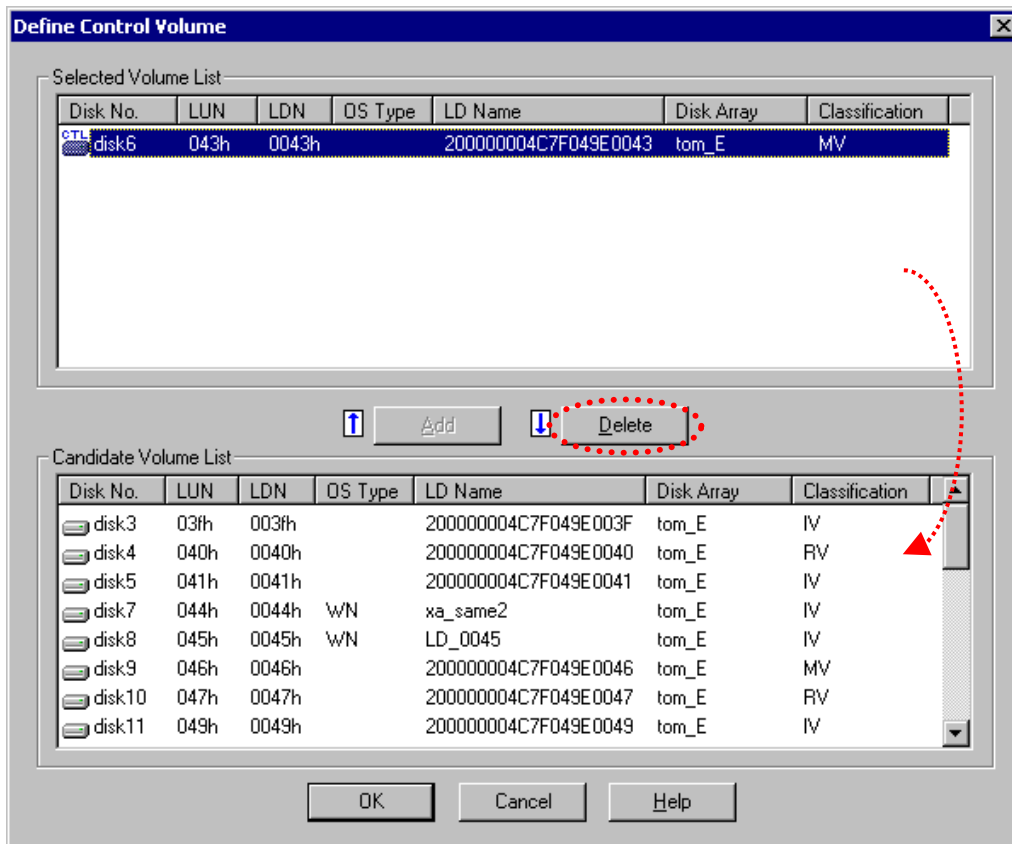 Define Control Volume
Selected Volume List
Disk No. LUN LDN OS Type LD Name Disk Array Classification
CTL disk6 043h 0043h 200000004C7F049E0043 tom_E MV
Add Delete
Candidate Volume List
Disk No. LUN LDN OS Type LD Name Disk Array Classification
disk3 03fh 003fh 200000004C7F049E003F tom_E IV
disk4 040h 0040h 200000004C7F049E0040 tom_E RV
disk5 041h 0041h 200000004C7F049E0041 tom_E IV
disk7 044h 0044h WN xa_same2 tom_E IV
disk8 045h 0045h WN LD_0045 tom_E IV
disk9 046h 0046h 200000004C7F049E0046 tom_E MV
disk10 047h 0047h 200000004C7F049E0047 tom_E RV
disk11 049h 0049h 200000004C7F049E0049 tom_E IV
OK Cancel Help